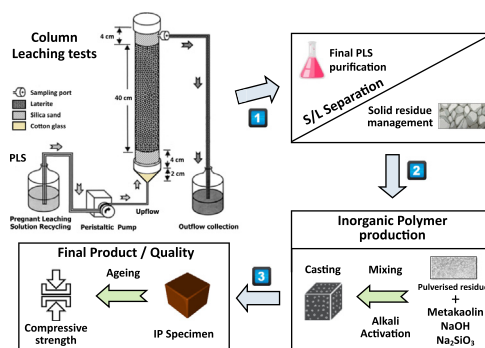 Column
Leaching tests
4 cm
40 cm
Sampling port
Laterite
Silica sand
Cotton glass
4 cm
2 cm
PLS
Upflow
Pregnant Leaching
Solution Recycling
Peristaltic Pump
Outflow collection
1
Final PLS
purification
S/L Separation
Solid residue
management
2
Inorganic Polymer
production
Casting
Mixing
Alkali
Activation
Pulverised residue
+
Metakaolin
NaOH
Na₂SiO₃
3
Final Product / Quality
Ageing
Compressive
strength
IP Specimen